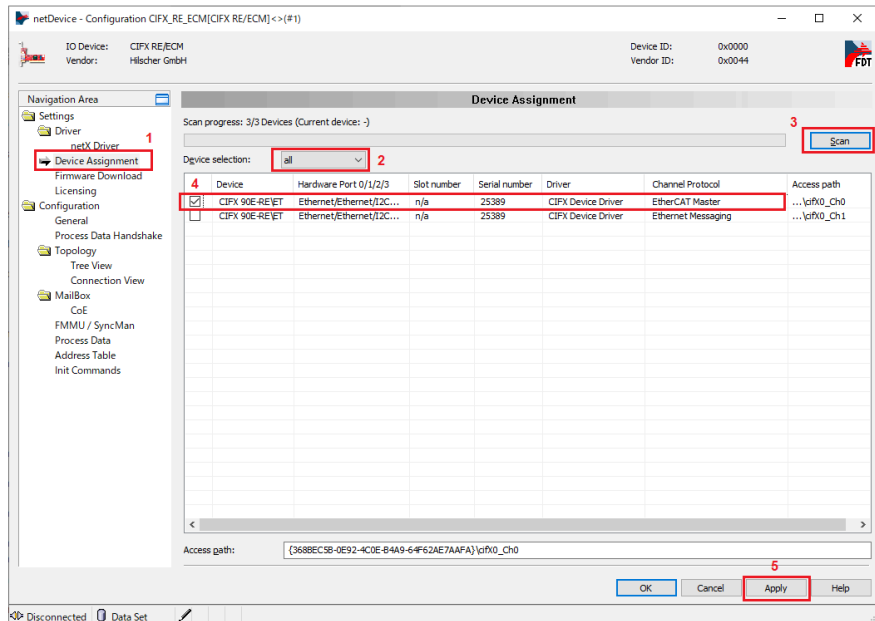 netDevice - Configuration CIFX_RE_ECM[CIFX RE/ECM]<>(#1)
IO Device: CIFX RE/ECM Device ID: 0x0000
Vendor: Hilscher GmbH Vendor ID: 0x0044
FDT
Navigation Area
Settings
Driver
netX Driver
1
Device Assignment
Firmware Download
Licensing
Configuration
General
Process Data Handshake
Topology
Tree View
Connection View
MailBox
CoE
FMMU / SyncMan
Process Data
Address Table
Init Commands
Device Assignment
Scan progress: 3/3 Devices (Current device: -)
3
Scan
Device selection: all 2
4 Device Hardware Port 0/1/2/3 Slot number Serial number Driver Channel Protocol Access path
CIFX 90E-RE\ET Ethernet/Ethernet/I2C... n/a 25389 CIFX Device Driver EtherCAT Master ...\cifX0_Ch0
CIFX 90E-RE\ET Ethernet/Ethernet/I2C... n/a 25389 CIFX Device Driver Ethernet Messaging ...\cifX0_Ch1
Access path: {368BEC5B-0E92-4C0E-B4A9-64F62AE7AAFA}\cifX0_Ch0
5
OK Cancel Apply Help
Disconnected Data Set